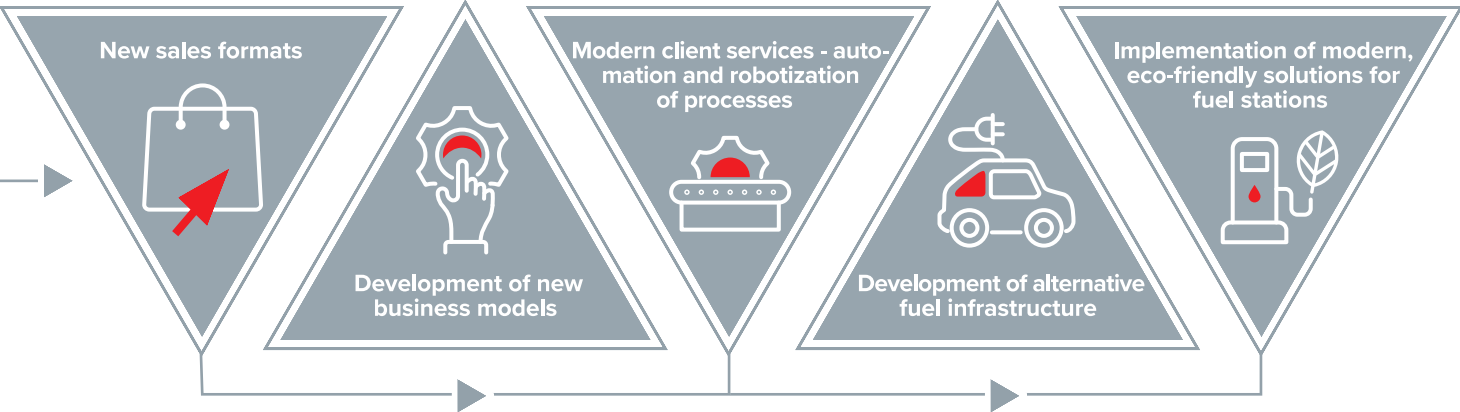 New sales formats
Development of new
business models
Modern client services - auto-
mation and robotization
of processes
Development of alternative
fuel infrastructure
Implementation of modern,
eco-friendly solutions for
fuel stations